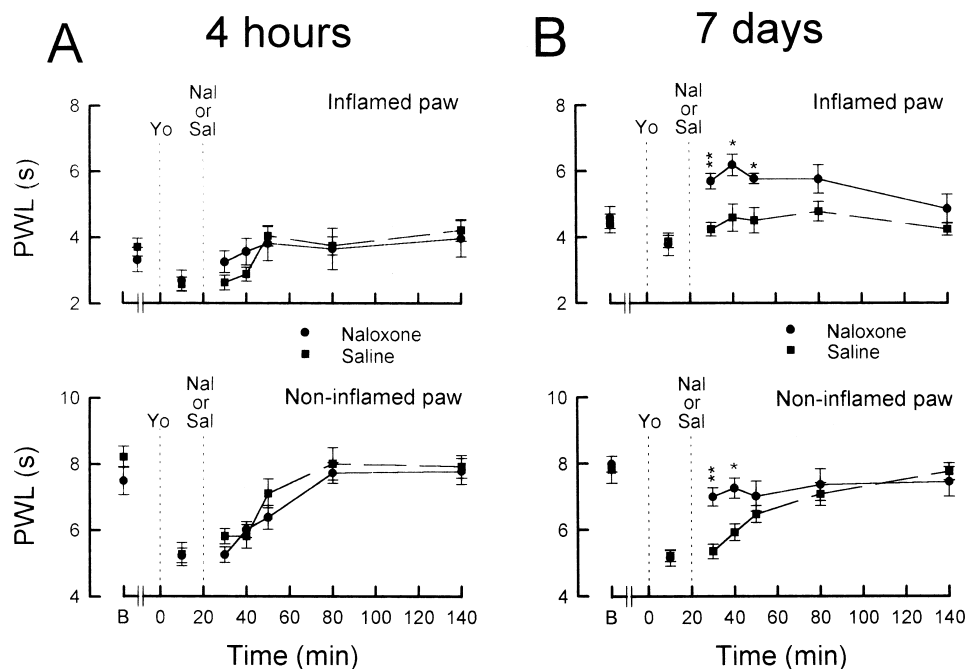 A 4 hours
B 7 days
Inflamed paw
Nal
or
Sal
Yo
8
6
4
2
PWL (s)
Inflamed paw
Nal
or
Sal
Yo
**
*
*
8
6
4
2
PWL (s)
Naloxone
Saline
Naloxone
Saline
Non-inflamed paw
Nal
or
Sal
Yo
10
8
6
4
PWL (s)
B 0 20 40 60 80 100 120 140
Time (min)
Non-inflamed paw
Nal
or
Sal
Yo
**
*
10
8
6
4
PWL (s)
B 0 20 40 60 80 100 120 140
Time (min)